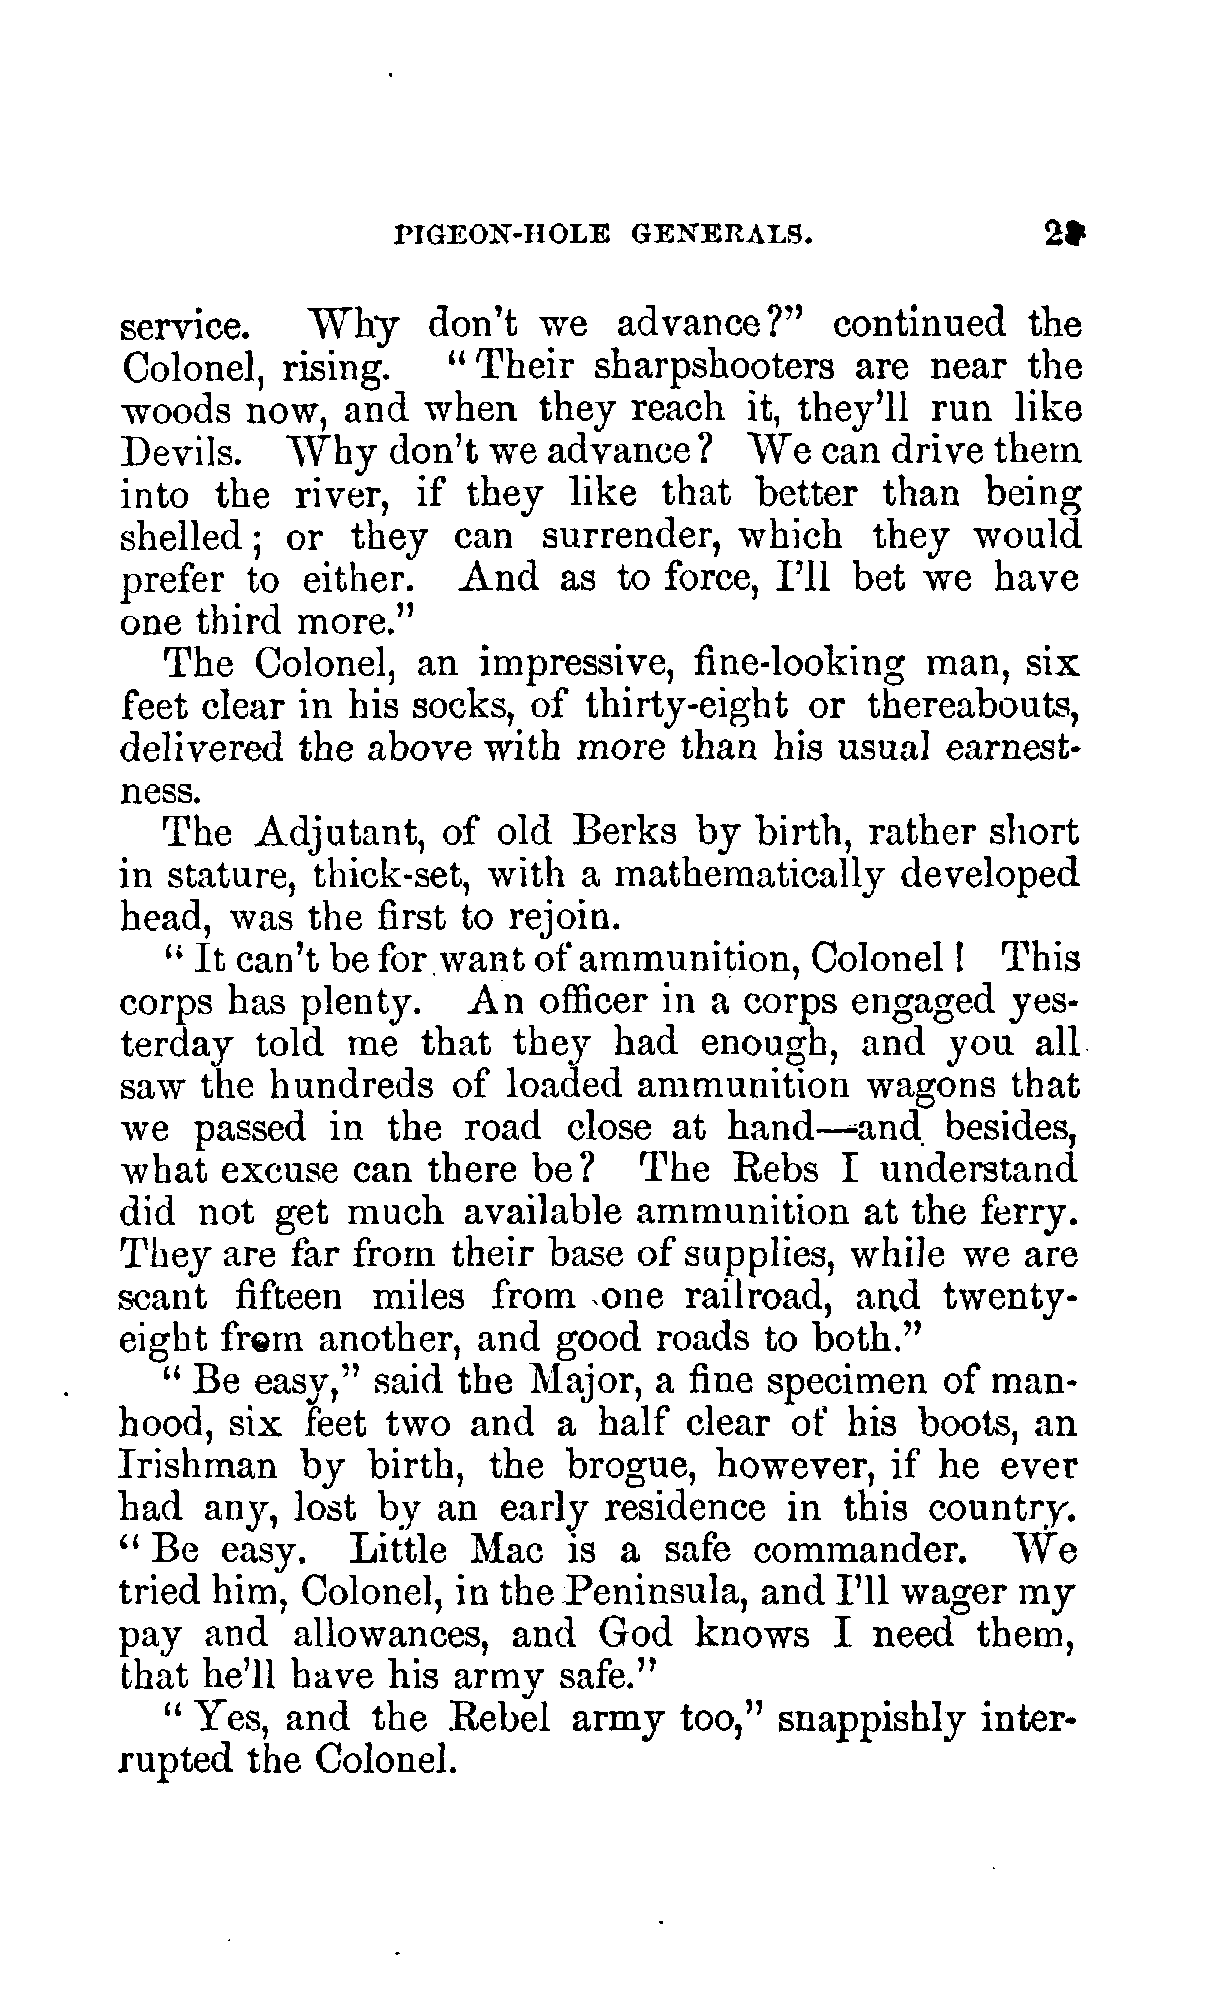 PIGEON-HOLE GENERALS.
service. Why don't we advance?" continued the
Colonel, rising. "Their sharpshooters are near the
woods now, and when they reach it, they'll run like
Devils. Why don't we advance? We can drive them
into the river, if they like that better than being
shelled; or they can surrender, which they would
prefer to either. And as to force, I'll bet we have
one third more."
The Colonel, an impressive, fine-looking man, six
feet clear in his socks, of thirty-eight or thereabouts,
delivered the above with more than his usual earnest-
ness.
The Adjutant, of old Berks by birth, rather short
in stature, thick-set, with a mathematically developed
head, was the first to rejoin.
"It can't be for want of ammunition, Colonel! This
corps has plenty. An officer in a corps engaged yes-
terday told me that they had enough, and you all
saw the hundreds of loaded ammunition wagons that
we passed in the road close at hand—and besides,
what excuse can there be? The Rebs I understand
did not get much available ammunition at the ferry.
They are far from their base of supplies, while we are
scant fifteen miles from one railroad, and twenty-
eight from another, and good roads to both."
"Be easy," said the Major, a fine specimen of man-
hood, six feet two and a half clear of his boots, an
Irishman by birth, the brogue, however, if he ever
had any, lost by an early residence in this country.
"Be easy. Little Mac is a safe commander. We
tried him, Colonel, in the Peninsula, and I'll wager my
pay and allowances, and God knows I need them,
that he'll have his army safe."
"Yes, and the Rebel army too," snappishly inter-
rupted the Colonel.